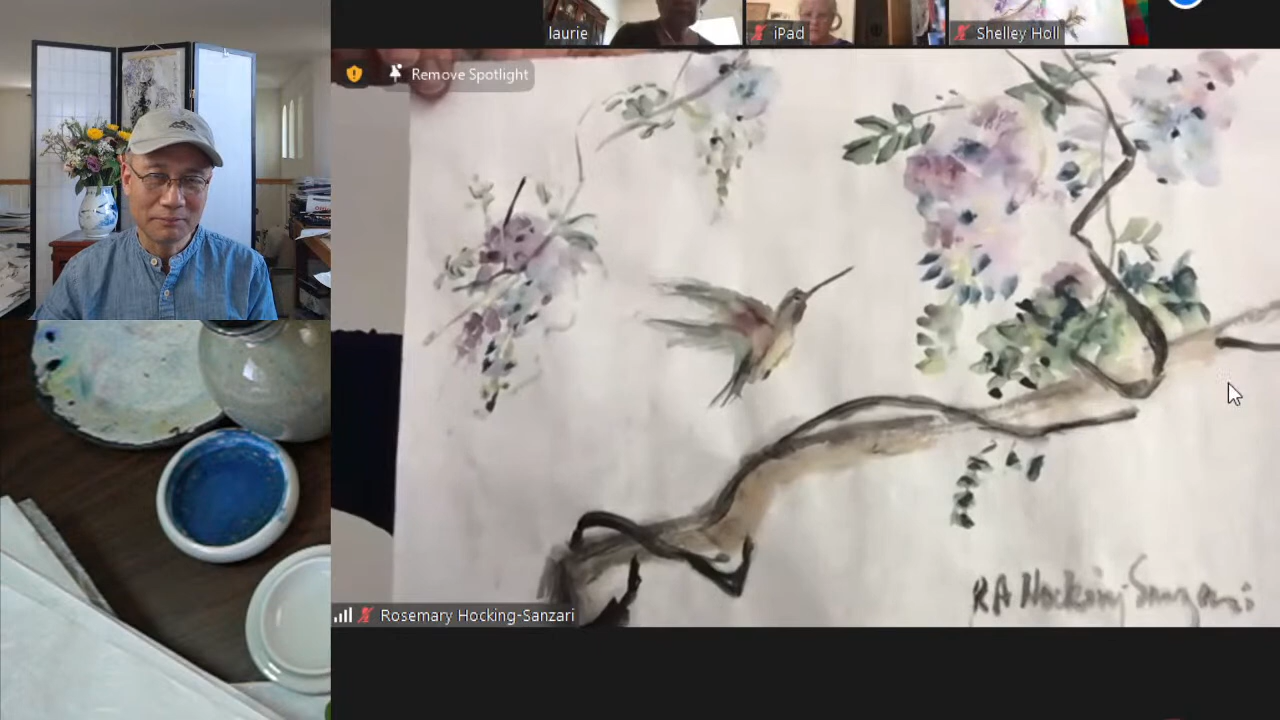 laurie
iPad
Shelley Holl
Remove Spotlight
RA Hocking-Sanzari
Rosemary Hocking-Sanzari